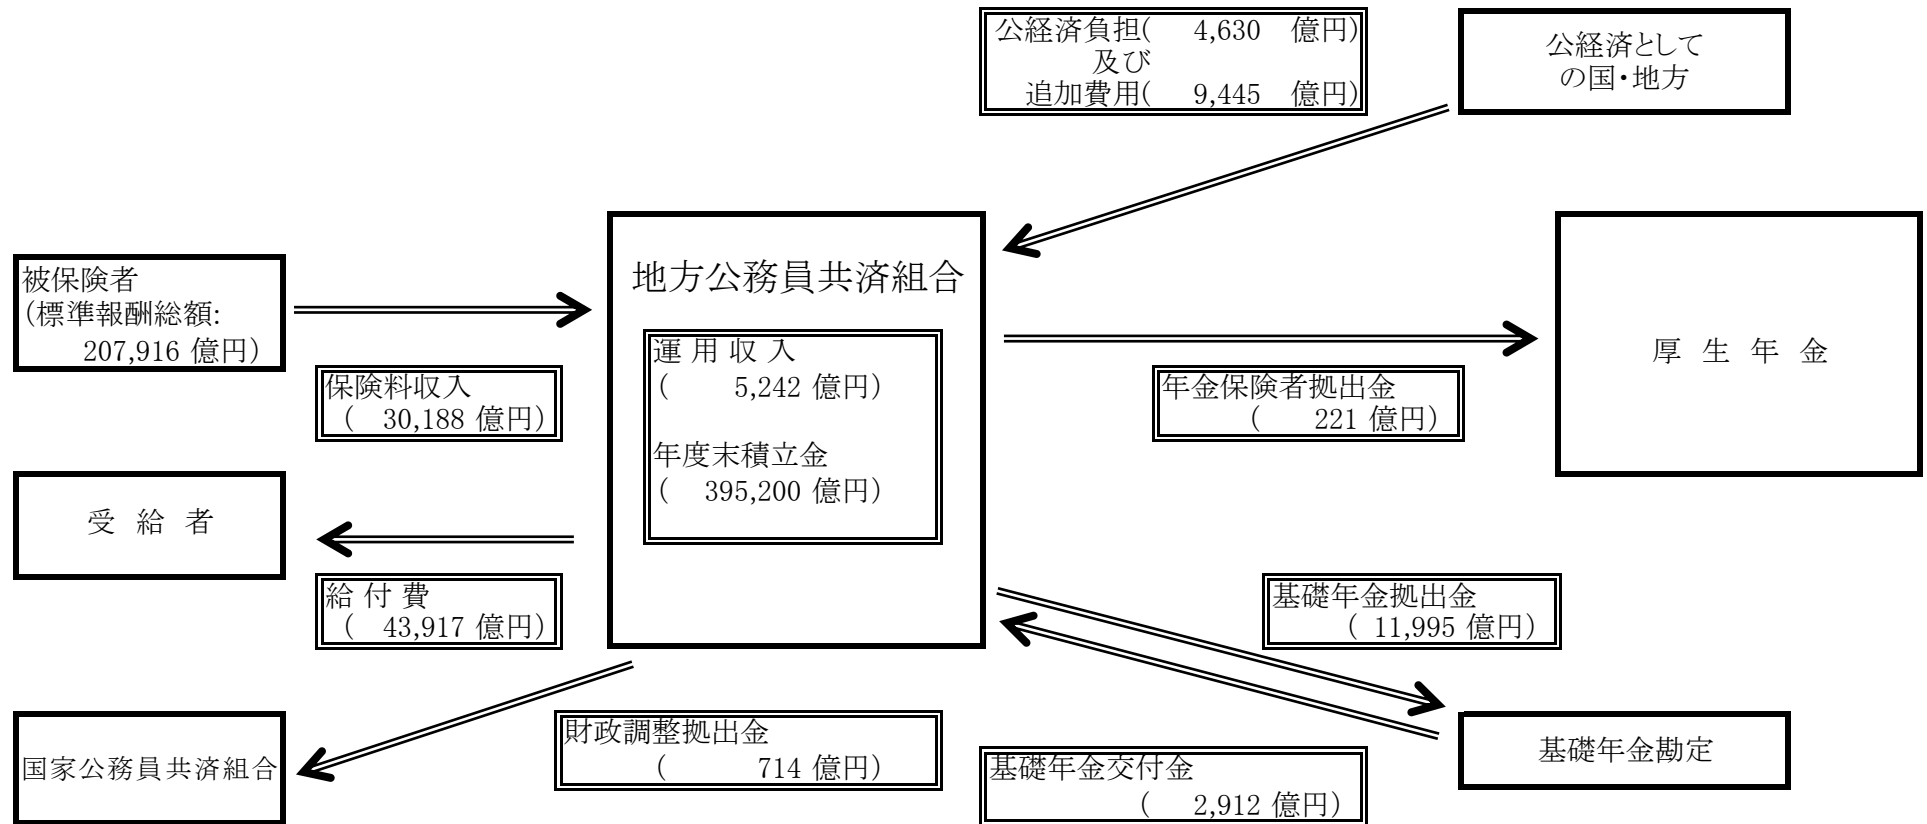 公経済負担( 4,630 億円)
及び
追加費用( 9,445 億円)
公経済として
の国・地方
被保険者
(標準報酬総額:
207,916 億円)
保険料収入
( 30,188 億円)
地方公務員共済組合
運用収入
( 5,242 億円)
年度末積立金
( 395,200 億円)
年金保険者拠出金
( 221 億円)
厚生年金
受給者
給付費
( 43,917 億円)
基礎年金拠出金
( 11,995 億円)
国家公務員共済組合
財政調整拠出金
( 714 億円)
基礎年金交付金
( 2,912 億円)
基礎年金勘定